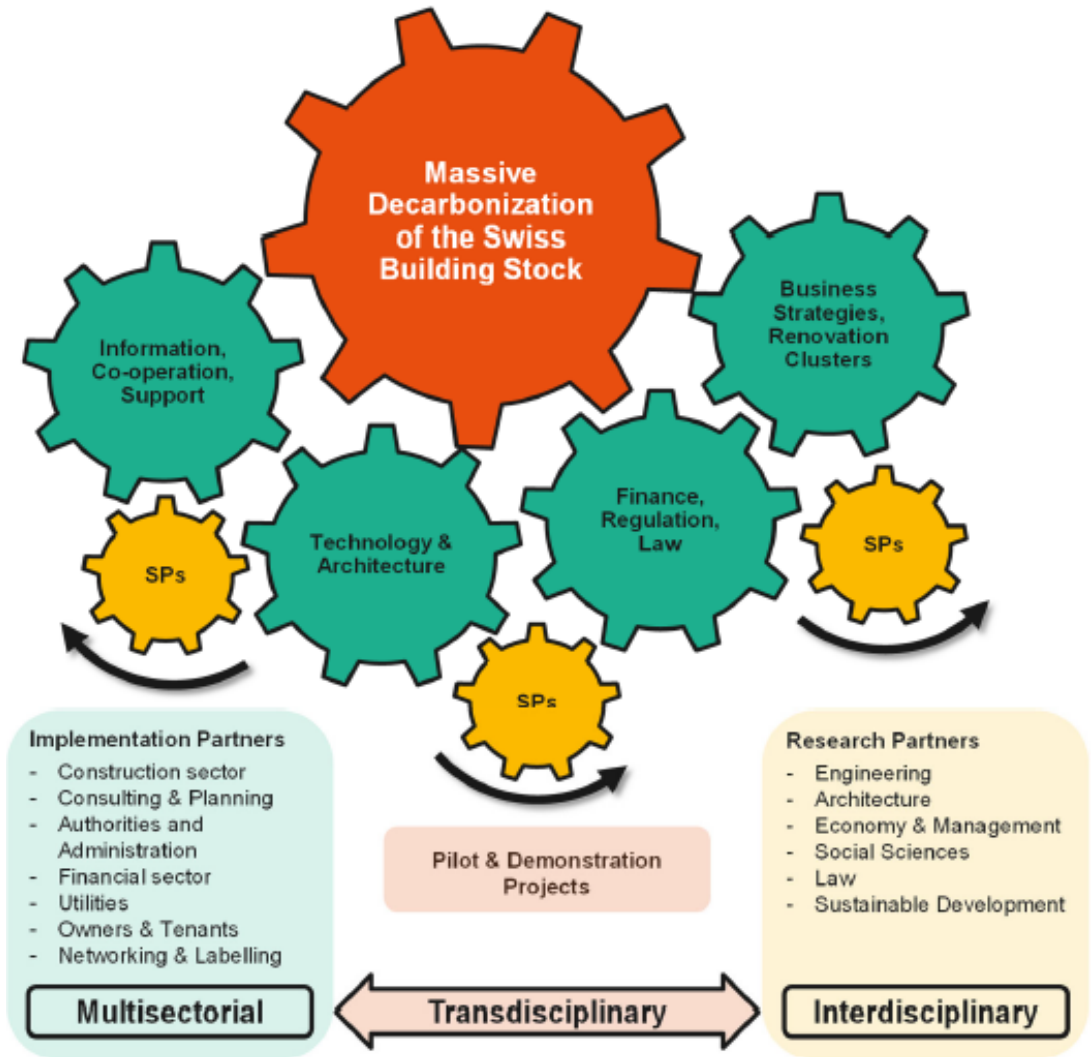 Massive
Decarbonization
of the Swiss
Building Stock
Business
Strategies,
Renovation
Clusters
Information,
Co-operation,
Support
Finance,
Regulation,
Law
Technology &
Architecture
SPs
SPs
SPs
Implementation Partners
- Construction sector
- Consulting & Planning
- Authorities and
Administration
- Financial sector
- Utilities
- Owners & Tenants
- Networking & Labelling
Multisectorial
Pilot & Demonstration
Projects
Transdisciplinary
Research Partners
- Engineering
- Architecture
- Economy & Management
- Social Sciences
- Law
- Sustainable Development
Interdisciplinary